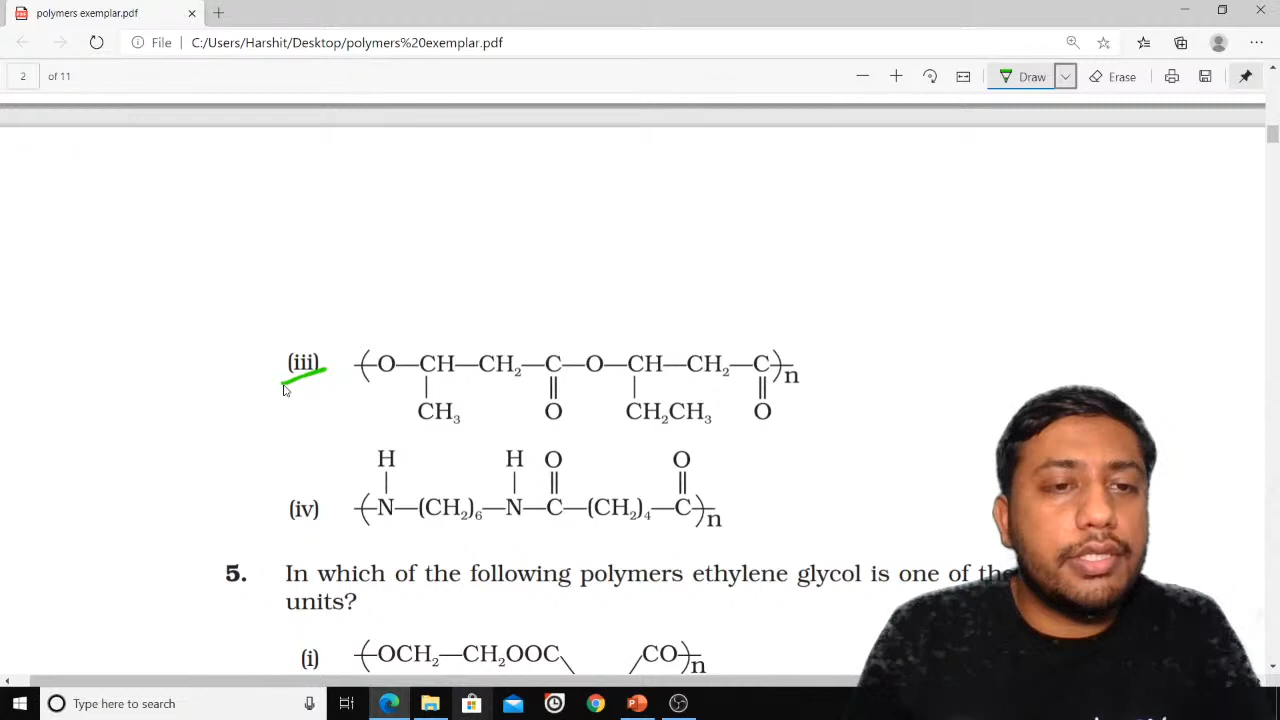 polymers exemplar.pdf
File C:/Users/Harshit/Desktop/polymers%20exemplar.pdf
2 of 11 Draw Erase
(iii) (O—CH—CH₂—C—O—CH—CH₂—C)n
CH₃ O CH₂CH₃ O
H H O O
(iv) (N—(CH₂)₆—N—C—(CH₂)₄—C)n
5. In which of the following polymers ethylene glycol is one of the
units?
(i) (OCH₂—CH₂OOC CO)n
Type here to search